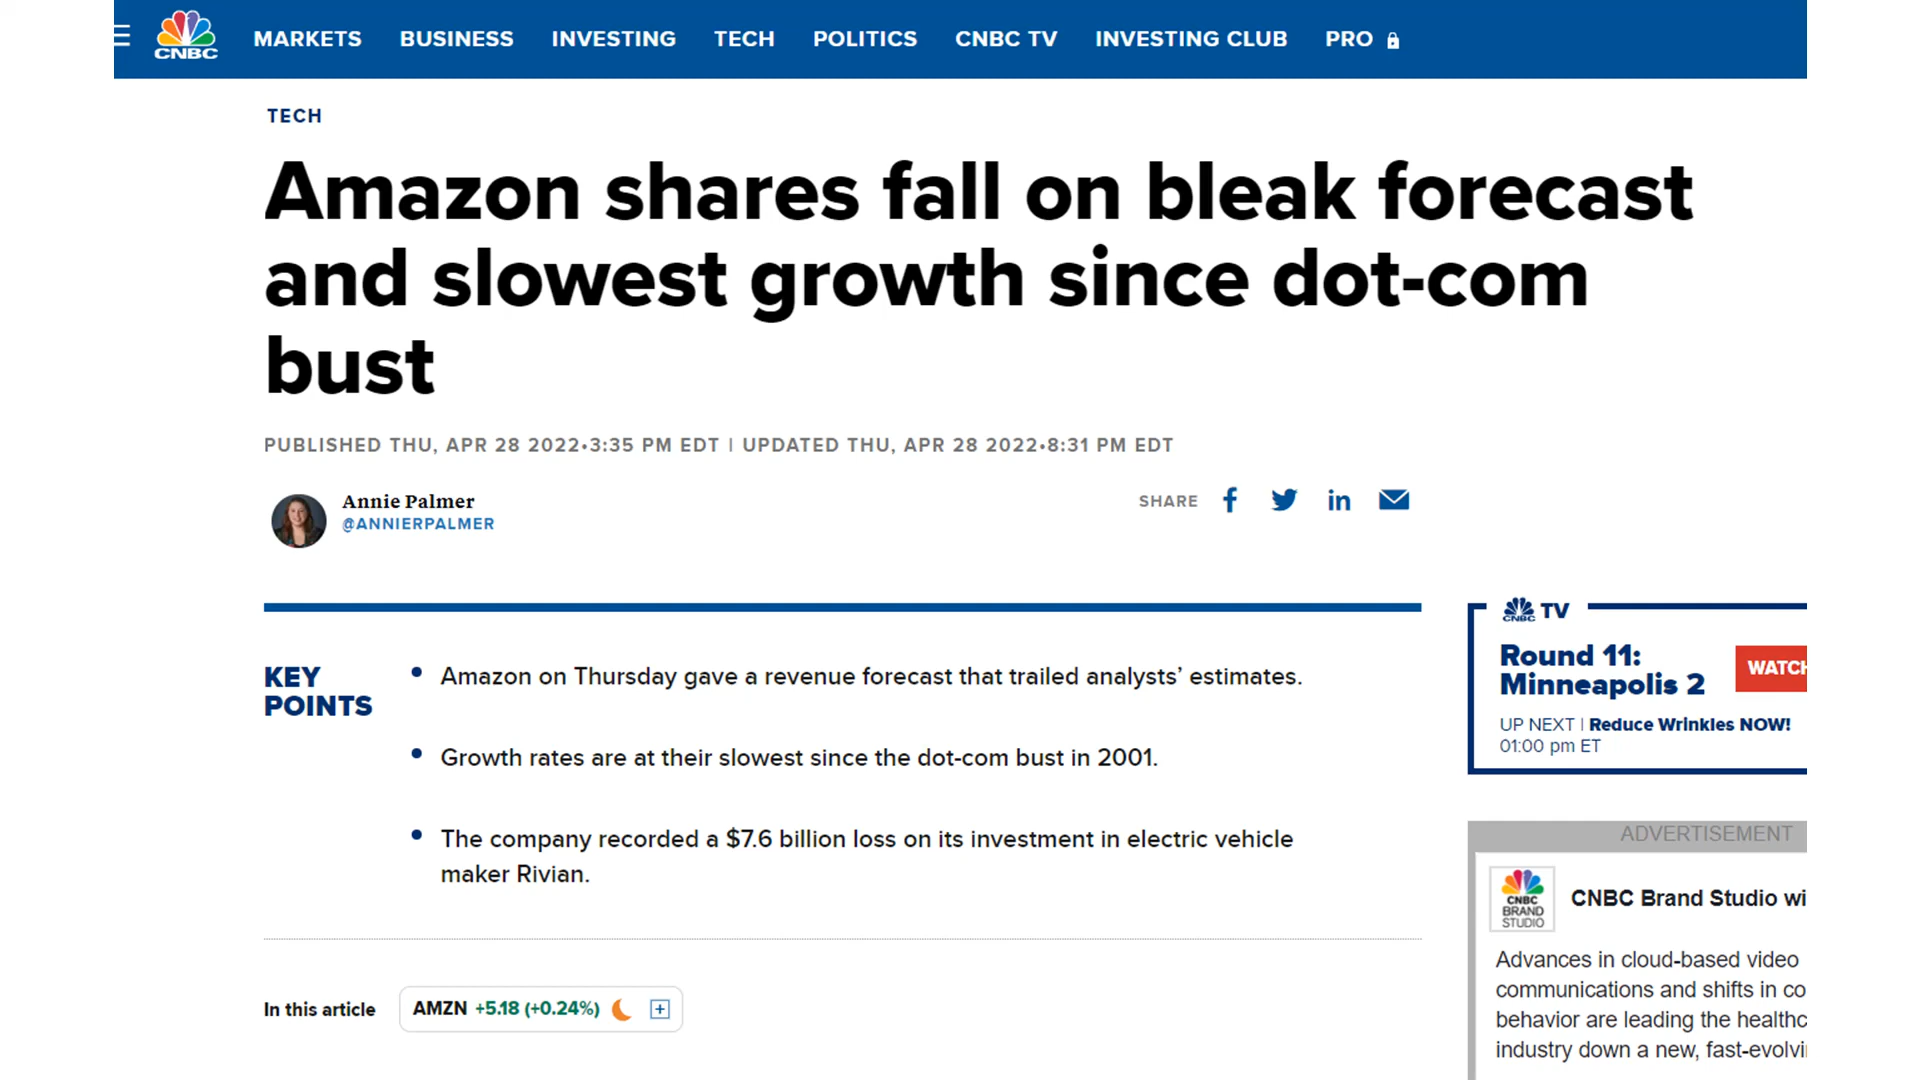 CNBC
MARKETS BUSINESS INVESTING TECH POLITICS CNBC TV INVESTING CLUB PRO
TECH
Amazon shares fall on bleak forecast
and slowest growth since dot-com
bust
PUBLISHED THU, APR 28 2022•3:35 PM EDT | UPDATED THU, APR 28 2022•8:31 PM EDT
Annie Palmer
@ANNIERPALMER
SHARE
KEY
POINTS
• Amazon on Thursday gave a revenue forecast that trailed analysts’ estimates.
• Growth rates are at their slowest since the dot-com bust in 2001.
• The company recorded a $7.6 billion loss on its investment in electric vehicle
maker Rivian.
In this article
AMZN +5.18 (+0.24%)
CNBC TV
Round 11:
Minneapolis 2
WATCH
UP NEXT | Reduce Wrinkles NOW!
01:00 pm ET
ADVERTISEMENT
CNBC
BRAND
STUDIO
CNBC Brand Studio wi
Advances in cloud-based video
communications and shifts in co
behavior are leading the healthc
industry down a new, fast-evolvi